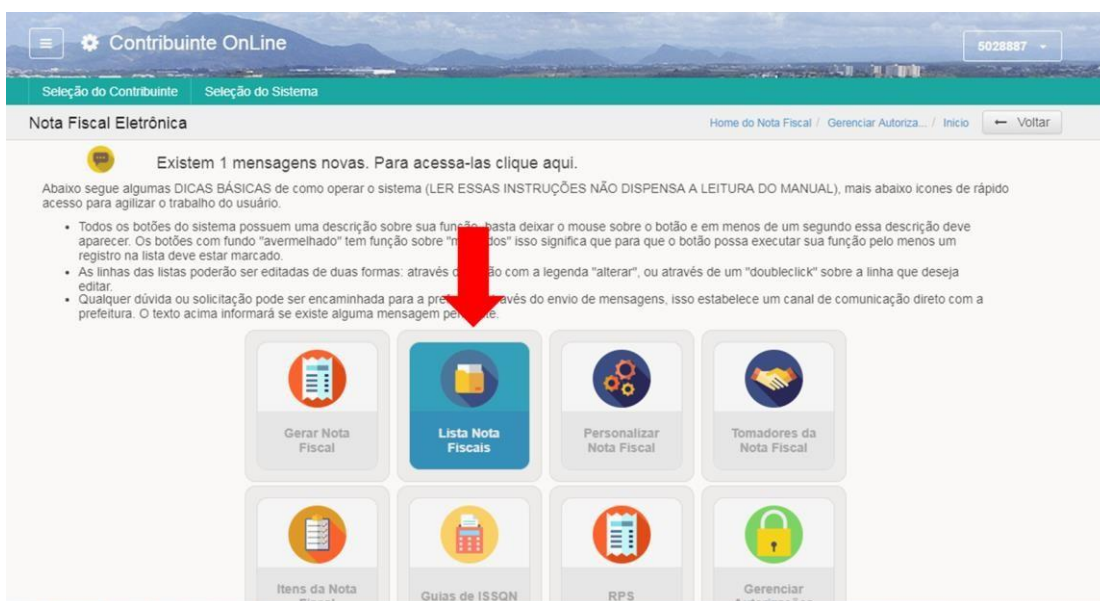 Contribuinte OnLine
5028887
Seleção do Contribuinte Seleção do Sistema
Nota Fiscal Eletrônica
Home do Nota Fiscal / Gerenciar Autoriza... / Inicio
← Voltar
Existem 1 mensagens novas. Para acessa-las clique aqui.
Abaixo segue algumas DICAS BÁSICAS de como operar o sistema (LER ESSAS INSTRUÇÕES NÃO DISPENSA A LEITURA DO MANUAL), mais abaixo icones de rápido
acesso para agilizar o trabalho do usuário.
• Todos os botões do sistema possuem uma descrição sobre sua função, basta deixar o mouse sobre o botão e em menos de um segundo essa descrição deve
aparecer. Os botões com fundo "avermelhado" tem função sobre isso significa que para que o botão possa executar sua função pelo menos um
registro na lista deve estar marcado.
• As linhas das listas poderão ser editadas de duas formas: através com a legenda "alterar", ou através de um "doubleclick" sobre a linha que deseja
editar.
• Qualquer dúvida ou solicitação pode ser encaminhada para a através do envio de mensagens, isso estabelece um canal de comunicação direto com a
prefeitura. O texto acima informará se existe alguma mensagem
Gerar Nota
Fiscal
Lista Nota
Fiscais
Personalizar
Nota Fiscal
Tomadores da
Nota Fiscal
Itens da Nota
Fiscal
Guias de ISSQN
RPS
Gerenciar